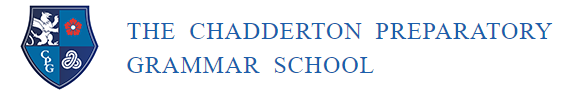 THE CHADDERTON PREPARATORY
GRAMMAR SCHOOL
CPG